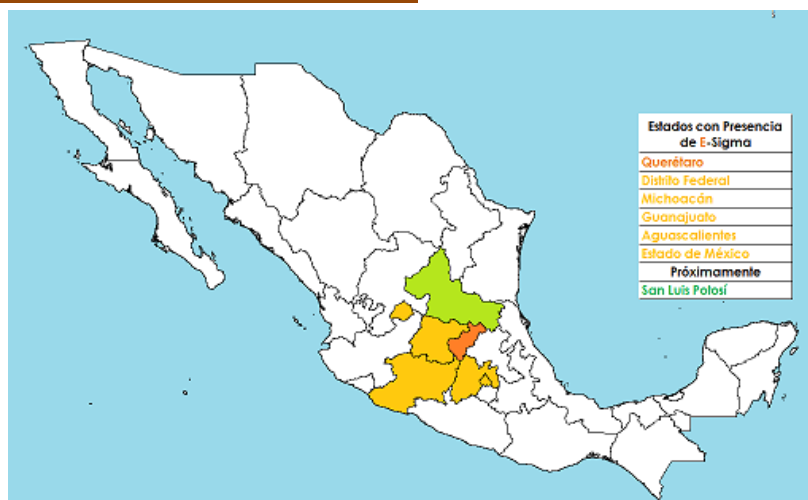 s
Estados con Presencia
de E-Sigma
Querétaro
Distrito Federal
Michoacán
Guanajuato
Aguascalientes
Estado de México
Próximamente
San Luis Potosí